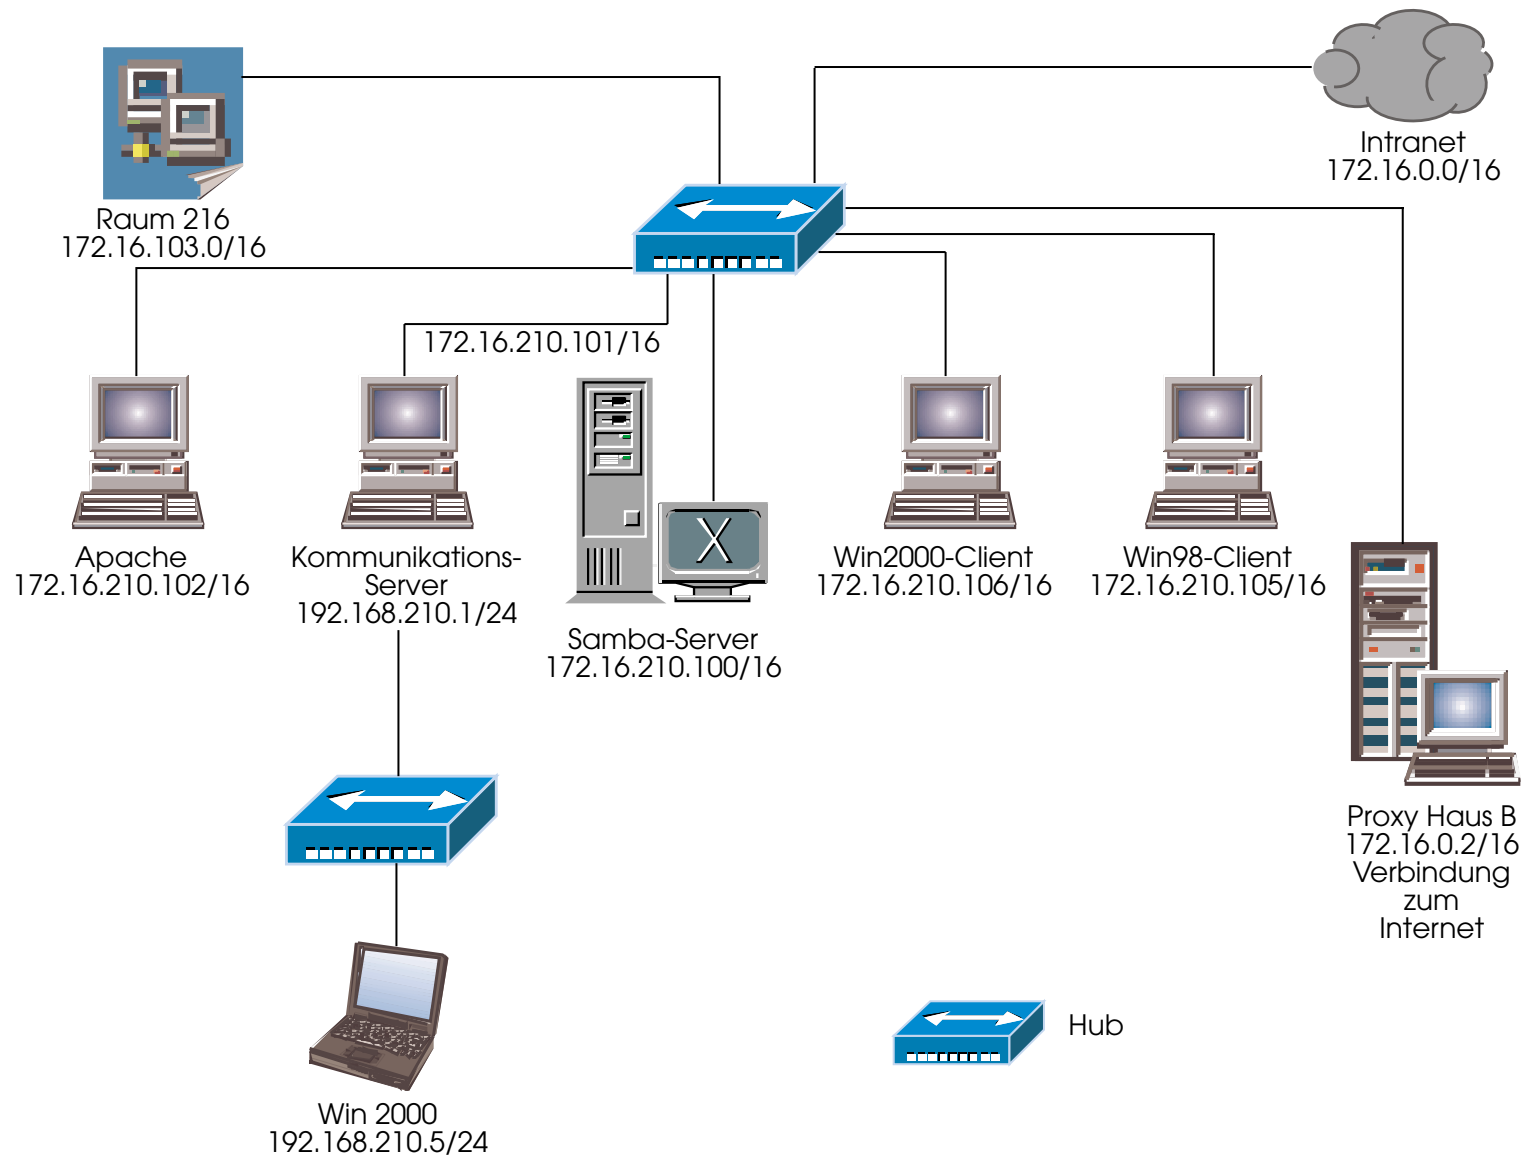 Intranet
172.16.0.0/16
Raum 216
172.16.103.0/16
172.16.210.101/16
Apache
172.16.210.102/16
Kommunikations-
Server
192.168.210.1/24
Samba-Server
172.16.210.100/16
Win2000-Client
172.16.210.106/16
Win98-Client
172.16.210.105/16
Proxy Haus B
172.16.0.2/16
Verbindung
zum
Internet
Hub
Win 2000
192.168.210.5/24
X